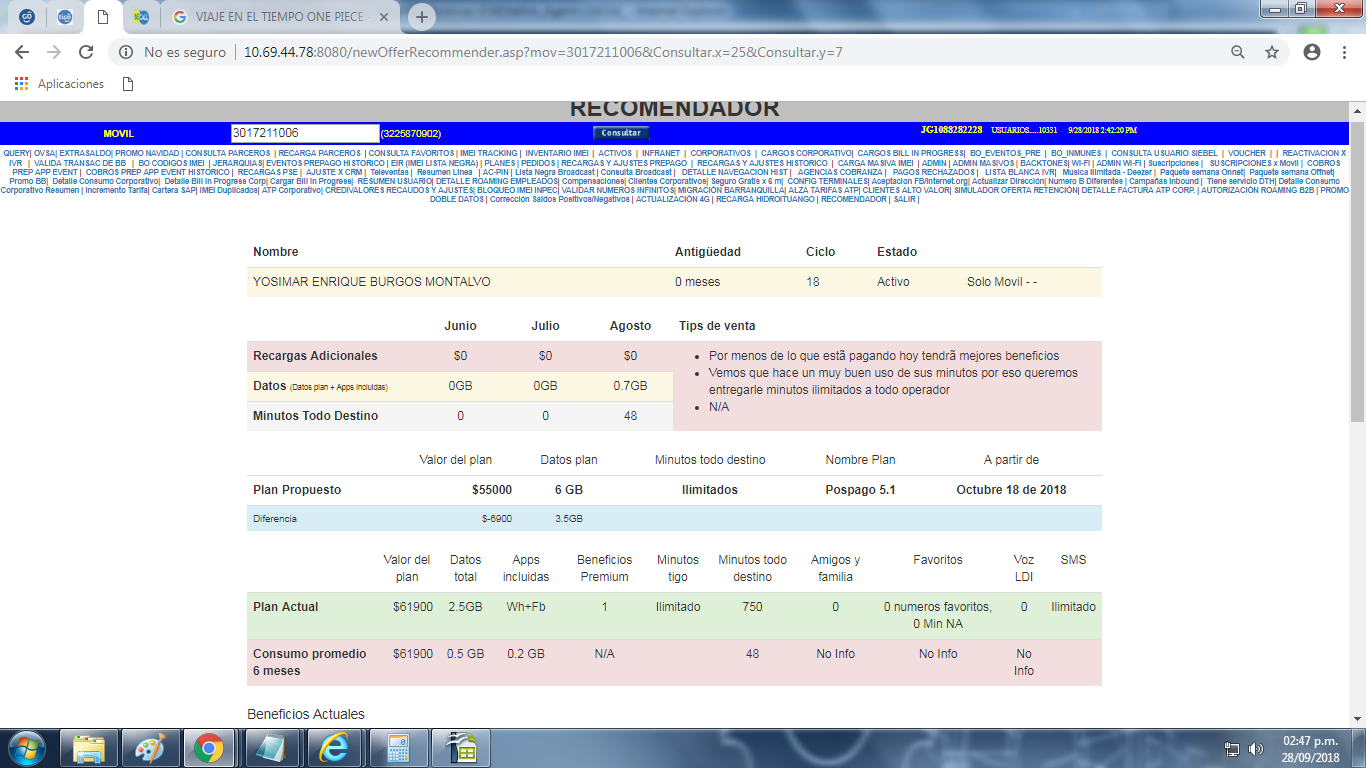 GO
tigo
VIAJE EN EL TIEMPO ONE PIECE
No es seguro | 10.69.44.78:8080/newOfferRecommender.asp?mov=3017211006&Consultar.x=25&Consultar.y=7
Aplicaciones
RECOMENDADOR
MOVIL 3017211006 (3225870902) Consultar JG1088282228 USUARIOS.....10331 9/28/2018 2:42:20 PM
QUERY| OVSA| EXTRASALDO| PROMO NAVIDAD | CONSULTA PARCEROS | RECARGA PARCEROS | CONSULTA FAVORITOS | IMEI TRACKING | INVENTARIO IMEI | ACTIVOS | INFRANET | CORPORATIVOS | CARGOS CORPORATIVO| CARGOS BILL IN PROGRESS| BO_EVENTOS_PRE | BO_INMUNES | CONSULTA USUARIO SIEBEL | VOUCHER | | REACTIVACION X
IVR | VALIDA TRANSAC DE BB | BO CODIGOS IMEI | JERARQUIAS| EVENTOS PREPAGO HISTORICO | EIR (IMEI LISTA NEGRA) | PLANES | PEDIDOS | RECARGAS Y AJUSTES PREPAGO | RECARGAS Y AJUSTES HISTORICO | CARGA MASIVA IMEI | ADMIN | ADMIN MASIVOS | BACKTONES| Wi-Fi | ADMIN Wi-Fi | Suscripciones | SUSCRIPCIONES x Movil | COBROS
PREP APP EVENT | COBROS PREP APP EVENT HISTORICO | RECARGAS PSE | AJUSTE X CRM | Televentas | Resumen Linea | AC-PIN | Lista Negra Broadcast | Consulta Broadcast | DETALLE NAVEGACION HIST | AGENCIAS COBRANZA | PAGOS RECHAZADOS | LISTA BLANCA IVR| Música Ilimitada - Deezer | Paquete semana Onnet| Paquete semana Offnet|
Promo BB| Detalle Consumo Corporativo| Detalle Bill in Progress Corp| Cargar Bill In Progress| RESUMEN USUARIO| DETALLE ROAMING EMPLEADOS| Compensaciones| Clientes Corporativos| Seguro Gratis x 6 m| CONFIG TERMINALES| Aceptacion FB/Internet.org| Actualizar Dirección| Numero B Diferentes | Campañas Inbound | Tiene servicio DTH| Detalle Consumo
Corporativo Resumen | Incremento Tarifa| Cartera SAP| IMEI Duplicados| ATP Corporativo| CREDIVALORES RECAUDOS Y AJUSTES| BLOQUEO IMEI INPEC| VALIDAR NUMEROS INFINITOS| MIGRACIÓN BARRANQUILLA| ALZA TARIFAS ATP| CLIENTES ALTO VALOR| SIMULADOR OFERTA RETENCIÓN| DETALLE FACTURA ATP CORP. | AUTORIZACIÓN ROAMING B2B | PROMO
DOBLE DATOS | Corrección Saldos Positivos/Negativos | ACTUALIZACIÓN 4G | RECARGA HIDROITUANGO | RECOMENDADOR | SALIR |
Nombre Antigüedad Ciclo Estado
YOSIMAR ENRIQUE BURGOS MONTALVO 0 meses 18 Activo Solo Movil - -
Junio Julio Agosto Tips de venta
Recargas Adicionales $0 $0 $0
Datos (Datos plan + Apps incluidas) 0GB 0GB 0.7GB
Minutos Todo Destino 0 0 48
• Por menos de lo que estã pagando hoy tendrã mejores beneficios
• Vemos que hace un muy buen uso de sus minutos por eso queremos
entregarle minutos ilimitados a todo operador
• N/A
Valor del plan Datos plan Minutos todo destino Nombre Plan A partir de
Plan Propuesto $55000 6 GB Ilimitados Pospago 5.1 Octubre 18 de 2018
Diferencia $-6900 3.5GB
Valor del Datos Apps Beneficios Minutos Minutos todo Amigos y Favoritos Voz SMS
plan total incluidas Premium tigo destino familia LDI
Plan Actual $61900 2.5GB Wh+Fb 1 Ilimitado 750 0 0 numeros favoritos, 0 Ilimitado
0 Min NA
Consumo promedio $61900 0.5 GB 0.2 GB N/A 48 No Info No Info No
6 meses Info
Beneficios Actuales
02:47 p.m.
28/09/2018